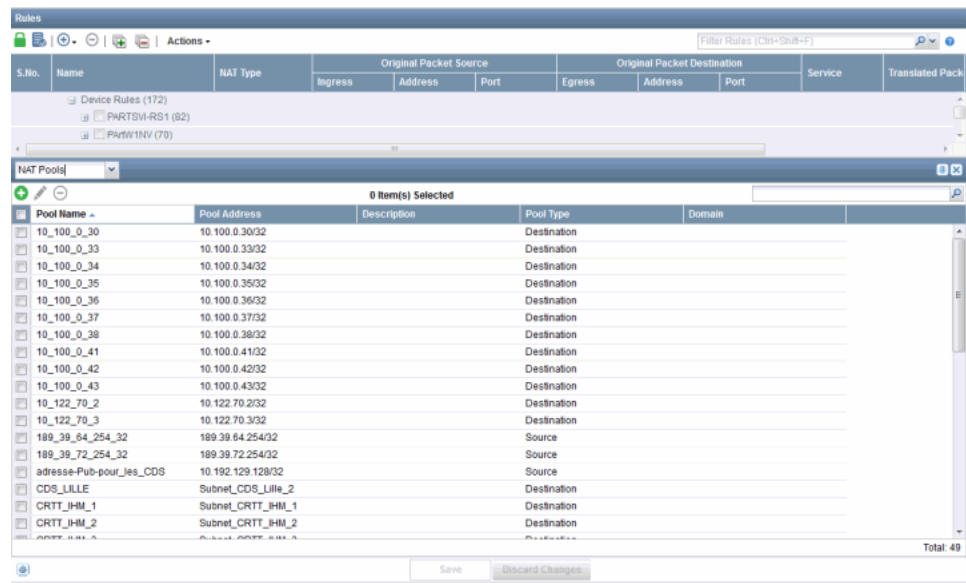 Rules
Actions
Filter Rules (Ctrl+Shift+F)
S.No. Name NAT Type Original Packet Source Original Packet Destination Service Translated Pack
Ingress Address Port Egress Address Port
Device Rules (172)
PARTSVI-RS1 (82)
PArtW1NV (70)
NAT Pools
0 Item(s) Selected
Pool Name Pool Address Description Pool Type Domain
10_100_0_30 10.100.0.30/32 Destination
10_100_0_33 10.100.0.33/32 Destination
10_100_0_34 10.100.0.34/32 Destination
10_100_0_35 10.100.0.35/32 Destination
10_100_0_36 10.100.0.36/32 Destination
10_100_0_37 10.100.0.37/32 Destination
10_100_0_38 10.100.0.38/32 Destination
10_100_0_41 10.100.0.41/32 Destination
10_100_0_42 10.100.0.42/32 Destination
10_100_0_43 10.100.0.43/32 Destination
10_122_70_2 10.122.70.2/32 Destination
10_122_70_3 10.122.70.3/32 Destination
189_39_64_254_32 189.39.64.254/32 Source
189_39_72_254_32 189.39.72.254/32 Source
adresse-Pub-pour_les_CDS 10.192.129.128/32 Source
CDS_LILLE Subnet_CDS_Lille_2 Destination
CRTT_IHM_1 Subnet_CRTT_IHM_1 Destination
CRTT_IHM_2 Subnet_CRTT_IHM_2 Destination
Total: 49
Save Discard Changes